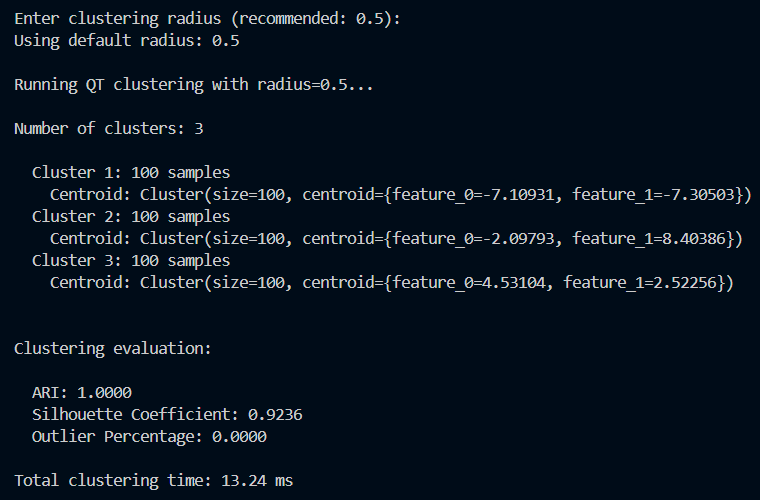 Enter clustering radius (recommended: 0.5):
Using default radius: 0.5
Running QT clustering with radius=0.5...
Number of clusters: 3
Cluster 1: 100 samples
Centroid: Cluster(size=100, centroid={feature_0=-7.10931, feature_1=-7.30503})
Cluster 2: 100 samples
Centroid: Cluster(size=100, centroid={feature_0=-2.09793, feature_1=8.40386})
Cluster 3: 100 samples
Centroid: Cluster(size=100, centroid={feature_0=4.53104, feature_1=2.52256})
Clustering evaluation:
ARI: 1.0000
Silhouette Coefficient: 0.9236
Outlier Percentage: 0.0000
Total clustering time: 13.24 ms